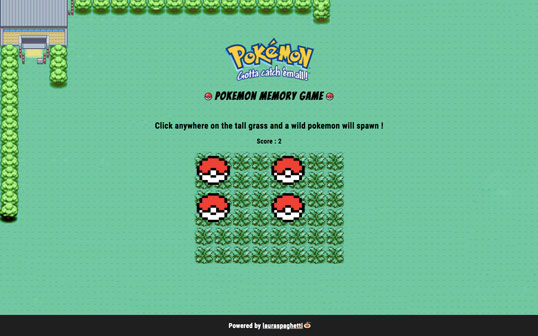 POKÉMON
Gotta catch 'em all!
POKEMON MEMORY GAME
Click anywhere on the tall grass and a wild pokemon will spawn !
Score : 2
Powered by lauraspaghetti